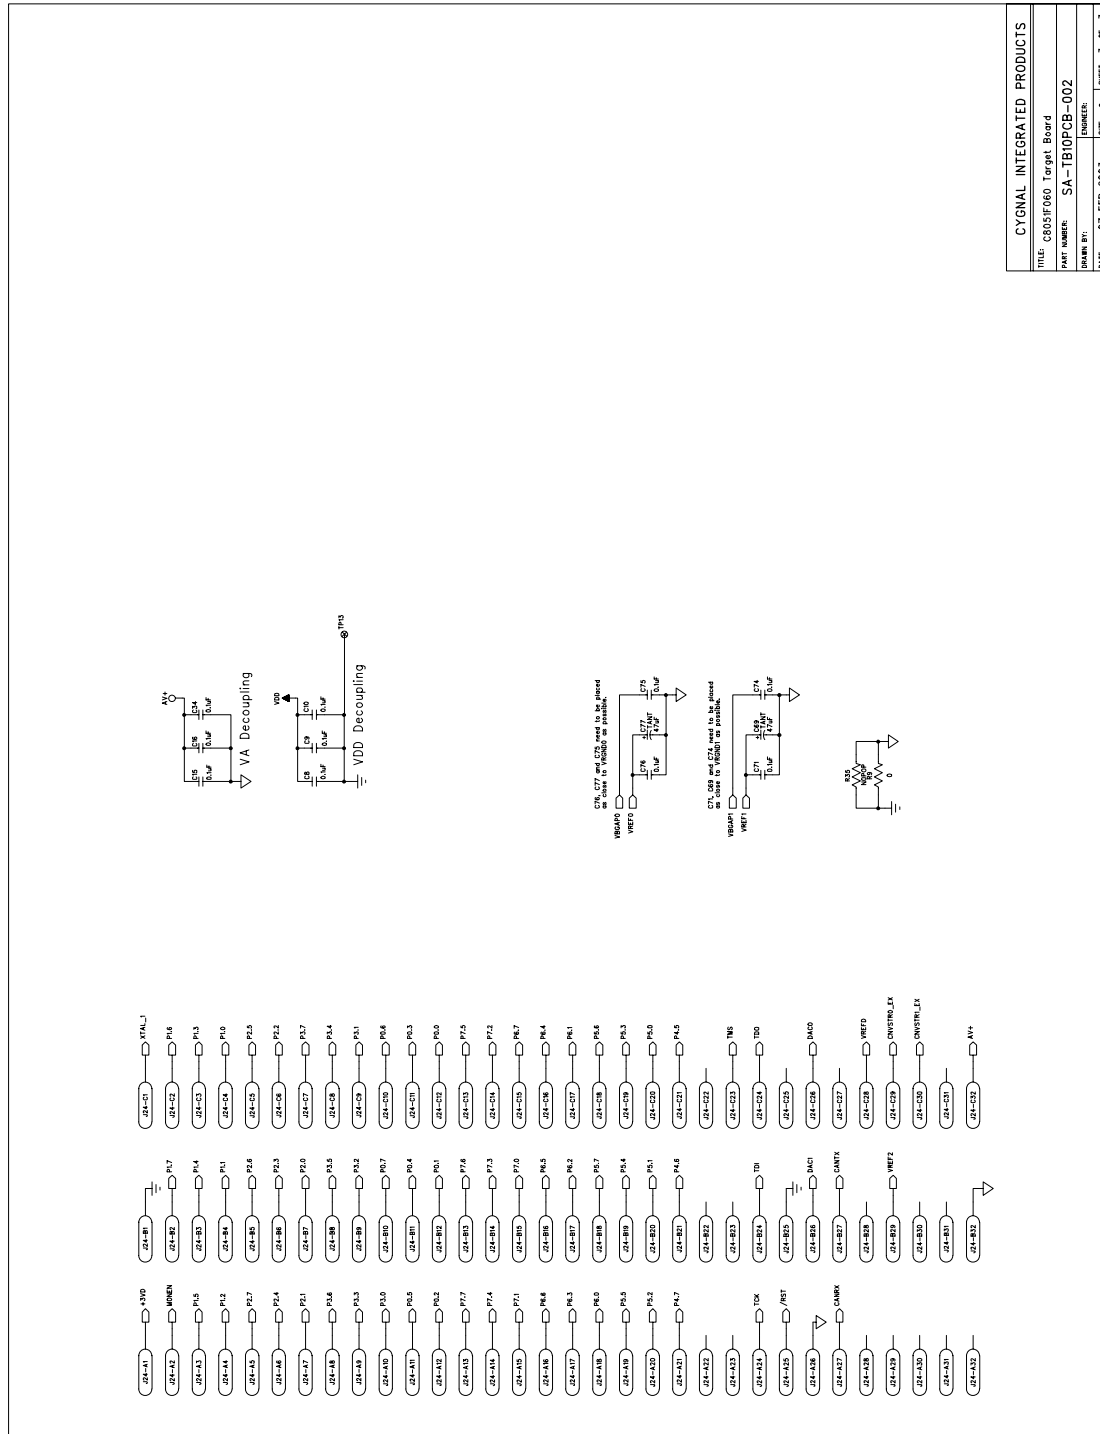 CYGNAL INTEGRATED PRODUCTS
TITLE: C8051F060 Target Board
PART NUMBER: SA-TB10PCB-002
DRAWN BY:
ENGINEER:
AV+
C15 0.1uF
C16 0.1uF
C34 0.1uF
VA Decoupling
VDD
C8 0.1uF
C9 0.1uF
C10 0.1uF
TP13
VDD Decoupling
C76, C77 and C75 need to be placed
as close to VRGND0 as possible.
VBGAP0
VREF0
C76 0.1uF
+ C77 TANT 47uF
C75 0.1uF
C71, C69 and C74 need to be placed
as close to VRGND1 as possible.
VBGAP1
VREF1
C71 0.1uF
+ C69 TANT 47uF
C74 0.1uF
R35
NOPOP
R9
0
J24-A1 +3VD
J24-A2 MONEN
J24-A3 P1.5
J24-A4 P1.2
J24-A5 P2.7
J24-A6 P2.4
J24-A7 P2.1
J24-A8 P3.6
J24-A9 P3.3
J24-A10 P3.0
J24-A11 P0.5
J24-A12 P0.2
J24-A13 P7.7
J24-A14 P7.4
J24-A15 P7.1
J24-A16 P6.6
J24-A17 P6.3
J24-A18 P6.0
J24-A19 P5.5
J24-A20 P5.2
J24-A21 P4.7
J24-A22
J24-A23
J24-A24 TCK
J24-A25 /RST
J24-A26
J24-A27 CANRX
J24-A28
J24-A29
J24-A30
J24-A31
J24-A32
J24-B1
J24-B2 P1.7
J24-B3 P1.4
J24-B4 P1.1
J24-B5 P2.6
J24-B6 P2.3
J24-B7 P2.0
J24-B8 P3.5
J24-B9 P3.2
J24-B10 P0.7
J24-B11 P0.4
J24-B12 P0.1
J24-B13 P7.6
J24-B14 P7.3
J24-B15 P7.0
J24-B16 P6.5
J24-B17 P6.2
J24-B18 P5.7
J24-B19 P5.4
J24-B20 P5.1
J24-B21 P4.6
J24-B22
J24-B23
J24-B24 TDI
J24-B25
J24-B26 DAC1
J24-B27 CANTX
J24-B28
J24-B29 VREF2
J24-B30
J24-B31
J24-B32
J24-C1 XTAL_1
J24-C2 P1.6
J24-C3 P1.3
J24-C4 P1.0
J24-C5 P2.5
J24-C6 P2.2
J24-C7 P3.7
J24-C8 P3.4
J24-C9 P3.1
J24-C10 P0.6
J24-C11 P0.3
J24-C12 P0.0
J24-C13 P7.5
J24-C14 P7.2
J24-C15 P6.7
J24-C16 P6.4
J24-C17 P6.1
J24-C18 P5.6
J24-C19 P5.3
J24-C20 P5.0
J24-C21 P4.5
J24-C22
J24-C23 TMS
J24-C24 TDO
J24-C25
J24-C26 DAC0
J24-C27
J24-C28 VREFD
J24-C29 CNVSTR0_EX
J24-C30 CNVSTR1_EX
J24-C31
J24-C32 AV+